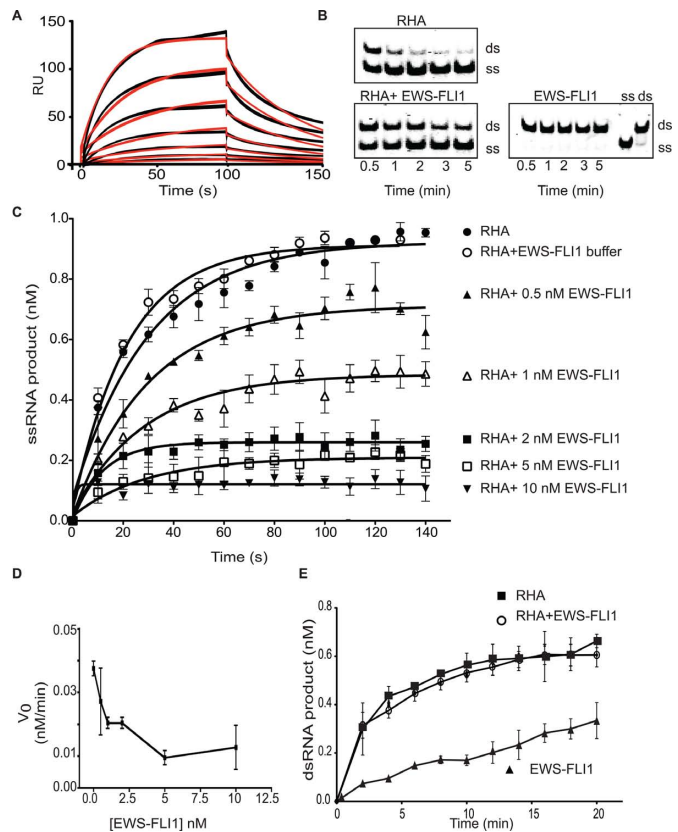 A
RU
150
100
50
0
0
50
100
150
Time (s)
B
RHA
ds
ss
RHA+ EWS-FLI1
EWS-FLI1
ss ds
ds
ss
0.5 1 2 3 5
0.5 1 2 3 5
Time (min)
Time (min)
C
ssRNA product (nM)
1.0
0.8
0.6
0.4
0.2
0.0
0 20 40 60 80 100 120 140
Time (s)
RHA
RHA+EWS-FLI1 buffer
RHA+ 0.5 nM EWS-FLI1
RHA+ 1 nM EWS-FLI1
RHA+ 2 nM EWS-FLI1
RHA+ 5 nM EWS-FLI1
RHA+ 10 nM EWS-FLI1
D
V0
(nM/min)
0.05
0.03
0.01
0.00
0.0 2.5 5.0 7.5 10.0 12.5
[EWS-FLI1] nM
E
RHA
RHA+EWS-FLI1
EWS-FLI1
dsRNA product (nM)
0.8
0.6
0.4
0.2
0.0
0 5 10 15 20
Time (min)